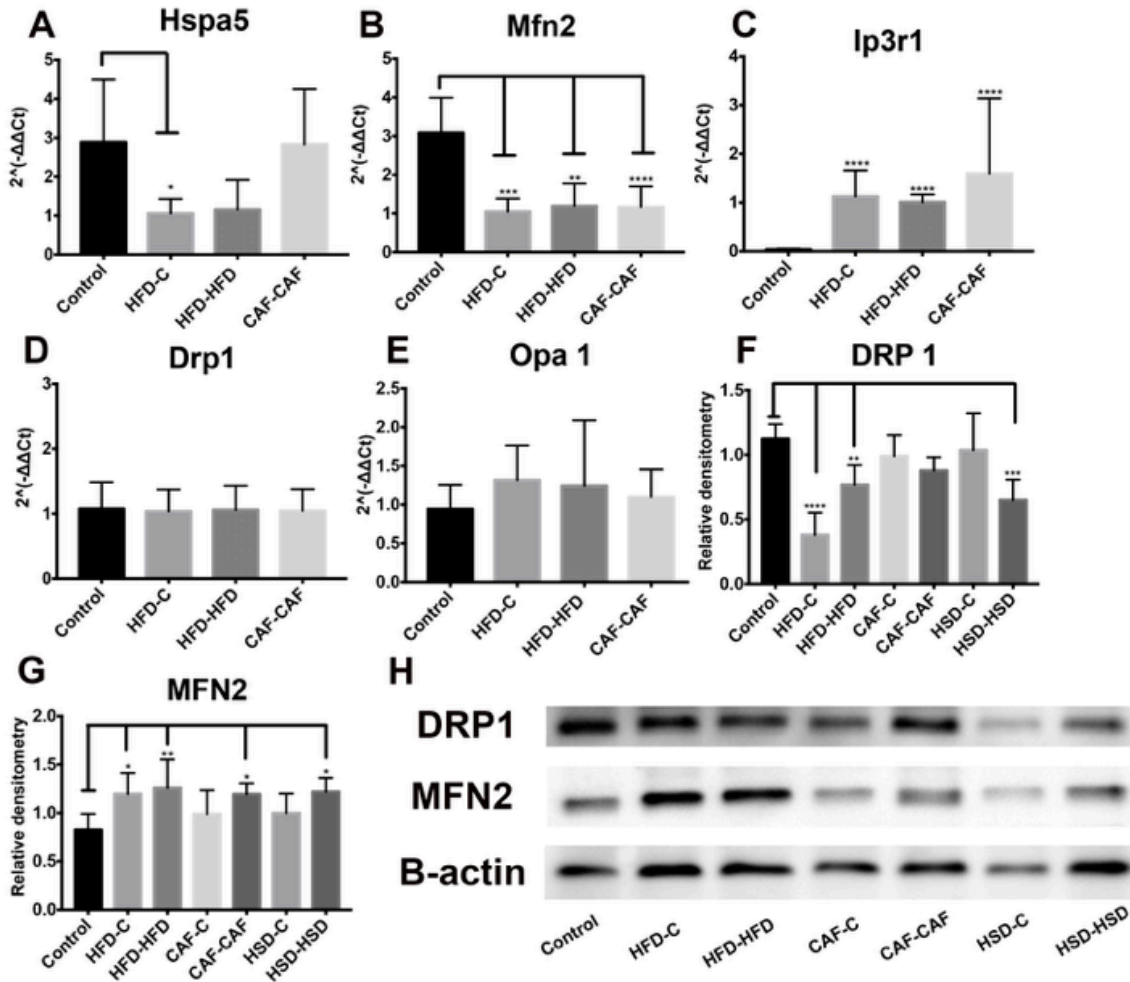 A
Hspa5
2^(-ΔΔCt)
5
4
3
2
1
0
*
Control
HFD-C
HFD-HFD
CAF-CAF
B
Mfn2
2^(-ΔΔCt)
5
4
3
2
1
0
***
**
****
Control
HFD-C
HFD-HFD
CAF-CAF
C
Ip3r1
2^(-ΔΔCt)
4
3
2
1
0
****
****
****
Control
HFD-C
HFD-HFD
CAF-CAF
D
Drp1
2^(-ΔΔCt)
3
2
1
0
Control
HFD-C
HFD-HFD
CAF-CAF
E
Opa 1
2^(-ΔΔCt)
2.5
2.0
1.5
1.0
0.5
0.0
Control
HFD-C
HFD-HFD
CAF-CAF
F
DRP 1
Relative densitometry
1.5
1.0
0.5
0.0
****
**
***
Control
HFD-C
HFD-HFD
CAF-C
CAF-CAF
HSD-C
HSD-HSD
G
MFN2
Relative densitometry
2.0
1.5
1.0
0.5
0.0
*
**
*
*
Control
HFD-C
HFD-HFD
CAF-C
CAF-CAF
HSD-C
HSD-HSD
H
DRP1
MFN2
B-actin
Control
HFD-C
HFD-HFD
CAF-C
CAF-CAF
HSD-C
HSD-HSD